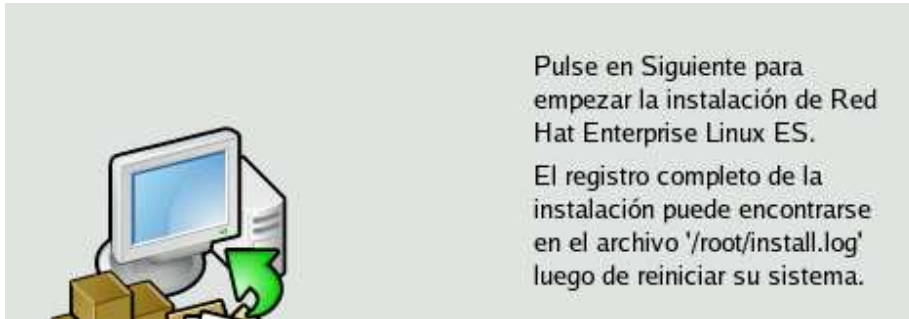 Pulse en Siguiente para
empezar la instalación de Red
Hat Enterprise Linux ES.
El registro completo de la
instalación puede encontrarse
en el archivo '/root/install.log'
luego de reiniciar su sistema.